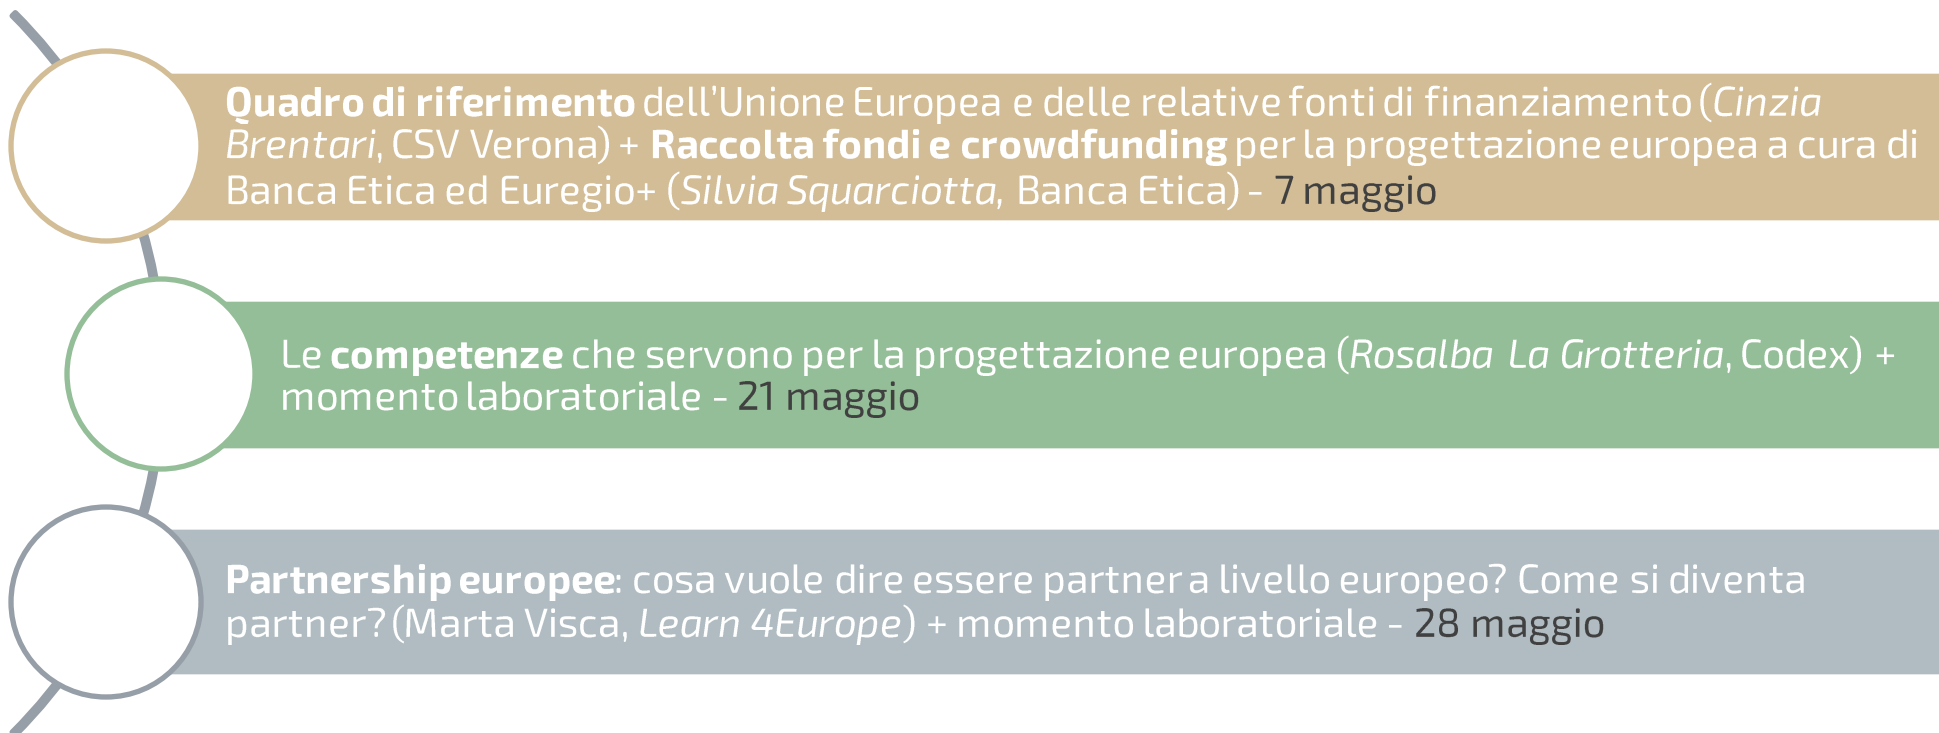 Quadro di riferimento dell'Unione Europea e delle relative fonti di finanziamento (Cinzia
Brentari, CSV Verona) + Raccolta fondi e crowdfunding per la progettazione europea a cura di
Banca Etica ed Euregio+ (Silvia Squarciotta, Banca Etica) - 7 maggio
Le competenze che servono per la progettazione europea (Rosalba La Grotteria, Codex) +
momento laboratoriale - 21 maggio
Partnership europee: cosa vuole dire essere partner a livello europeo? Come si diventa
partner? (Marta Visca, Learn 4Europe) + momento laboratoriale - 28 maggio